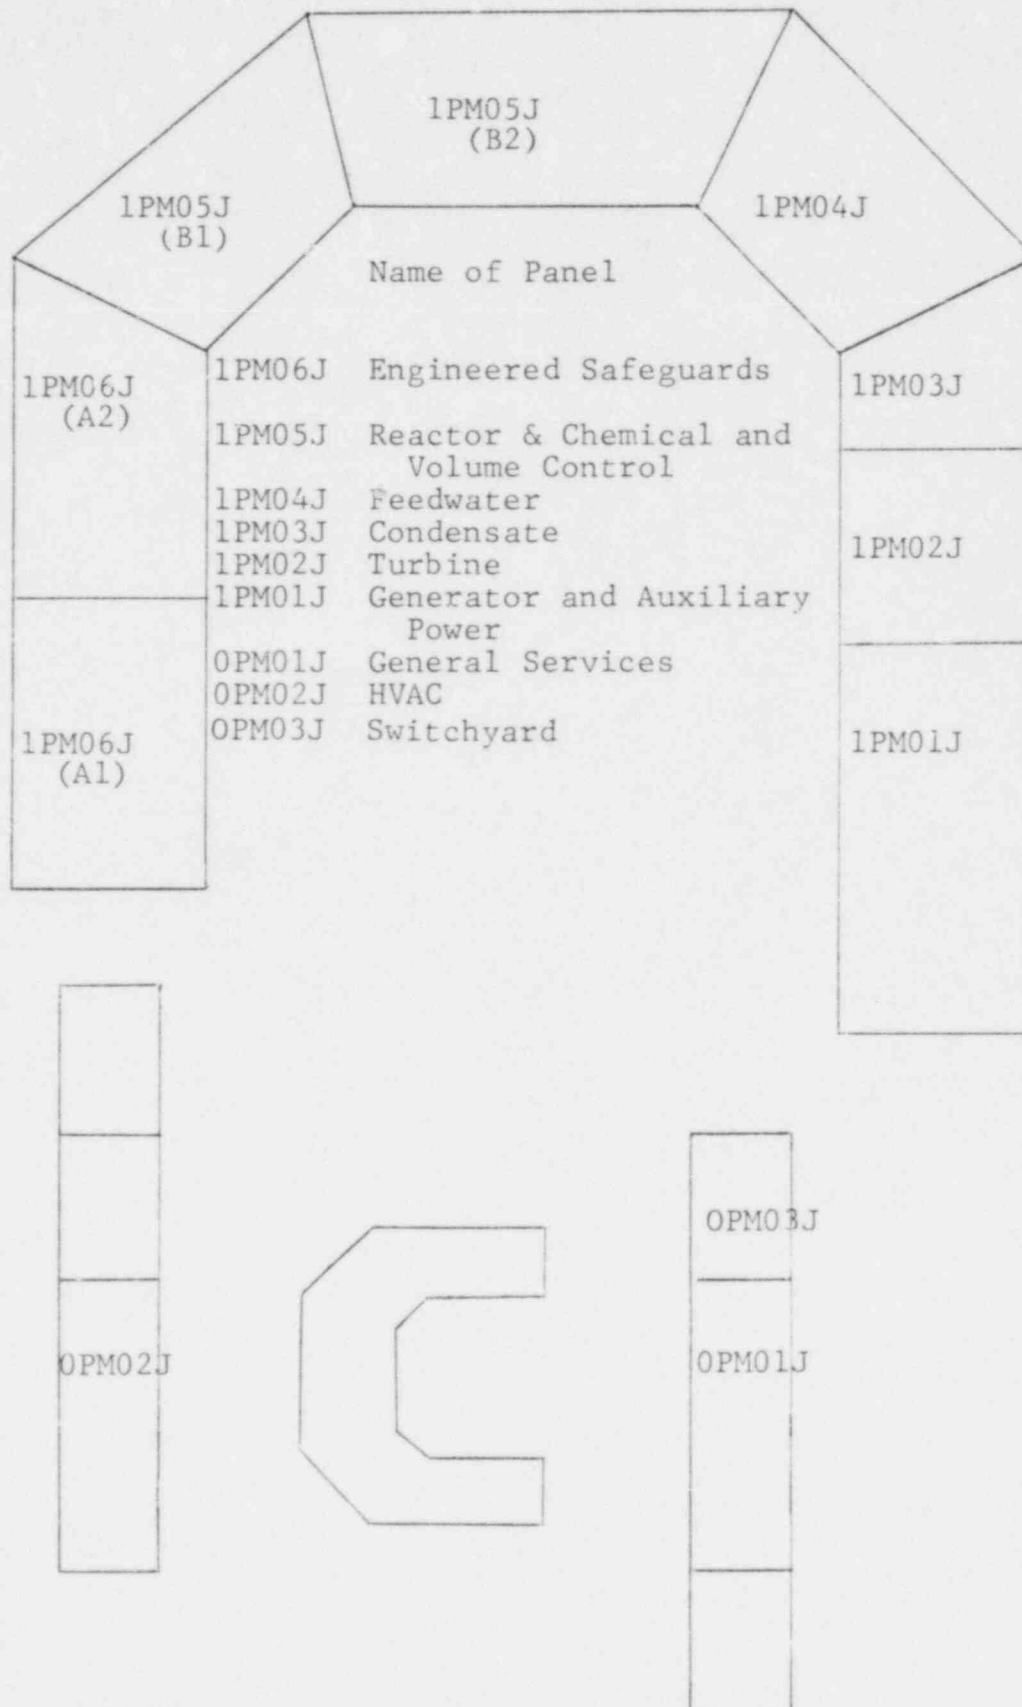 1PM05J
(B2)
1PM05J
(B1)
1PM04J
Name of Panel
1PM06J
(A2)
1PM06J Engineered Safeguards
1PM05J Reactor & Chemical and
Volume Control
1PM04J Feedwater
1PM03J Condensate
1PM02J Turbine
1PM01J Generator and Auxiliary
Power
0PM01J General Services
0PM02J HVAC
0PM03J Switchyard
1PM03J
1PM02J
1PM06J
(A1)
1PM01J
0PM03J
0PM02J
0PM01J